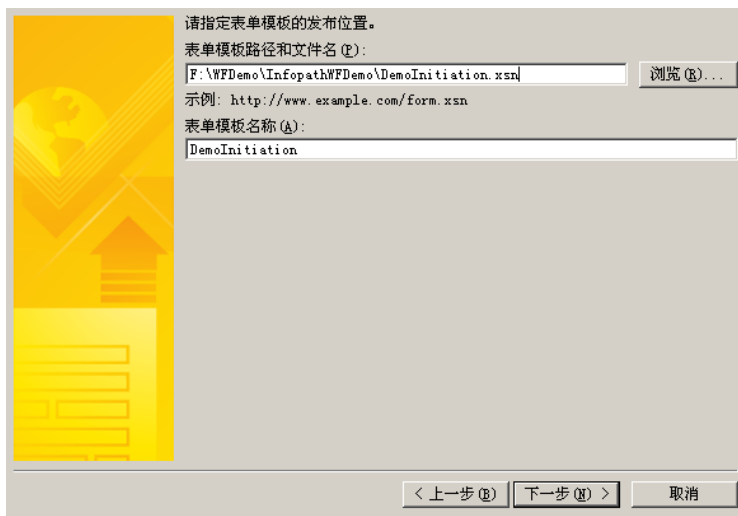 请指定表单模板的发布位置。
表单模板路径和文件名(P):
F:\WFDemo\InfopathWFDemo\DemoInitiation.xsn
浏览(R)...
示例: http://www.example.com/form.xsn
表单模板名称(A):
DemoInitiation
< 上一步(B)
下一步(N) >
取消